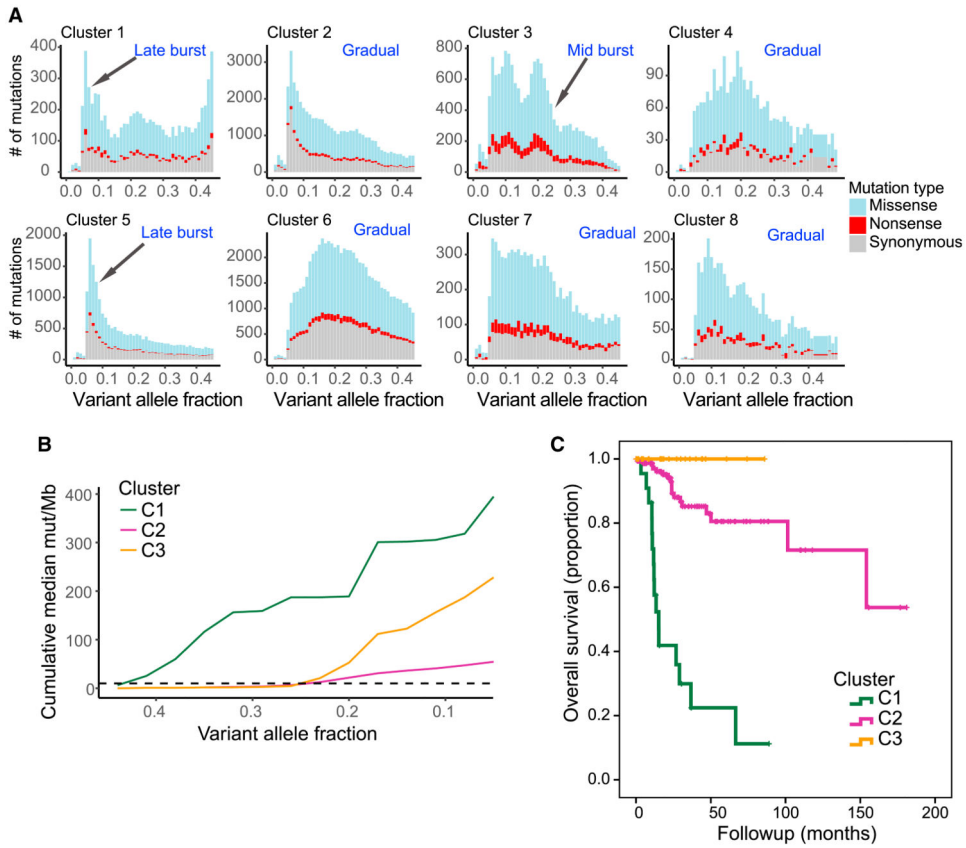 A
Cluster 1
Late burst
Cluster 2
Gradual
Cluster 3
Mid burst
Cluster 4
Gradual
# of mutations
400
300
200
100
0
0.0 0.1 0.2 0.3 0.4
3000
2000
1000
0
0.0 0.1 0.2 0.3 0.4
800
600
400
200
0
0.0 0.1 0.2 0.3 0.4
90
60
30
0
0.0 0.1 0.2 0.3 0.4
Mutation type
Missense
Nonsense
Synonymous
Cluster 5
Late burst
Cluster 6
Gradual
Cluster 7
Gradual
Cluster 8
Gradual
# of mutations
2000
1500
1000
500
0
0.0 0.1 0.2 0.3 0.4
Variant allele fraction
2500
2000
1500
1000
500
0
0.0 0.1 0.2 0.3 0.4
Variant allele fraction
300
200
100
0
0.0 0.1 0.2 0.3 0.4
Variant allele fraction
200
150
100
50
0
0.0 0.1 0.2 0.3 0.4
Variant allele fraction
B
Cluster
C1
C2
C3
Cumulative median mut/Mb
400
300
200
100
0
0.4 0.3 0.2 0.1
Variant allele fraction
C
Overall survival (proportion)
1.0
0.8
0.6
0.4
0.2
0.0
Cluster
C1
C2
C3
0 50 100 150 200
Followup (months)